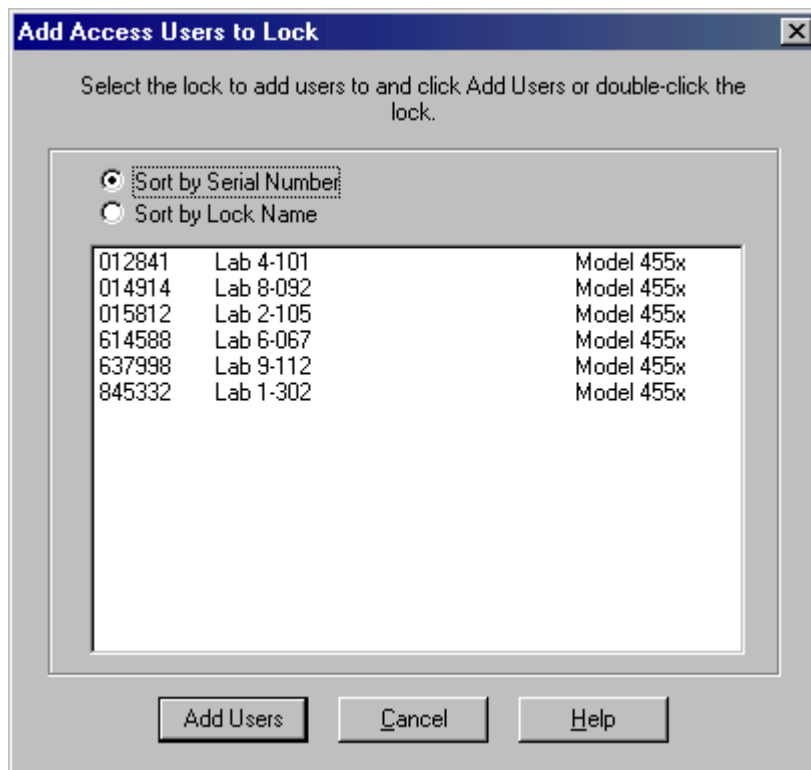 Add Access Users to Lock
Select the lock to add users to and click Add Users or double-click the
lock.
Sort by Serial Number
Sort by Lock Name
012841 Lab 4-101 Model 455x
014914 Lab 8-092 Model 455x
015812 Lab 2-105 Model 455x
614588 Lab 6-067 Model 455x
637998 Lab 9-112 Model 455x
845332 Lab 1-302 Model 455x
Add Users Cancel Help